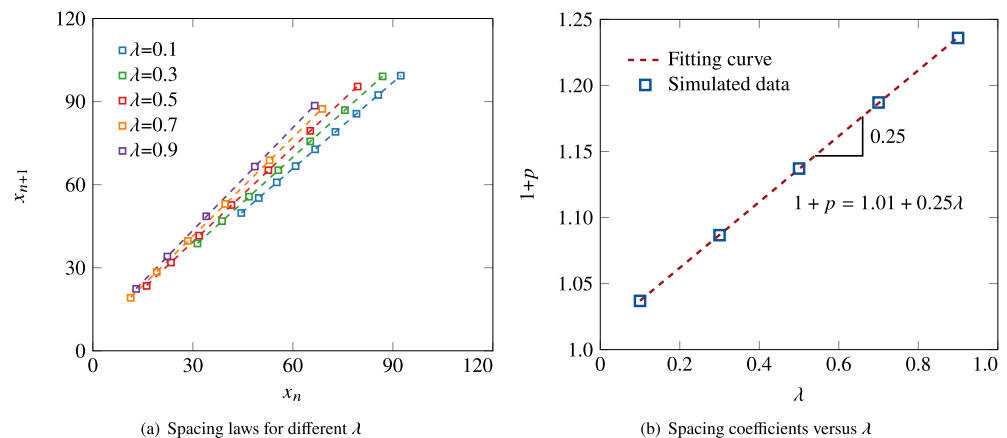 120
90
60
30
0
0
30
60
90
120
x_{n+1}
x_n
λ=0.1
λ=0.3
λ=0.5
λ=0.7
λ=0.9
(a) Spacing laws for different λ
1.25
1.20
1.15
1.10
1.05
1.0
0
0.2
0.4
0.6
0.8
1.0
1+p
λ
Fitting curve
Simulated data
0.25
1 + p = 1.01 + 0.25λ
(b) Spacing coefficients versus λ